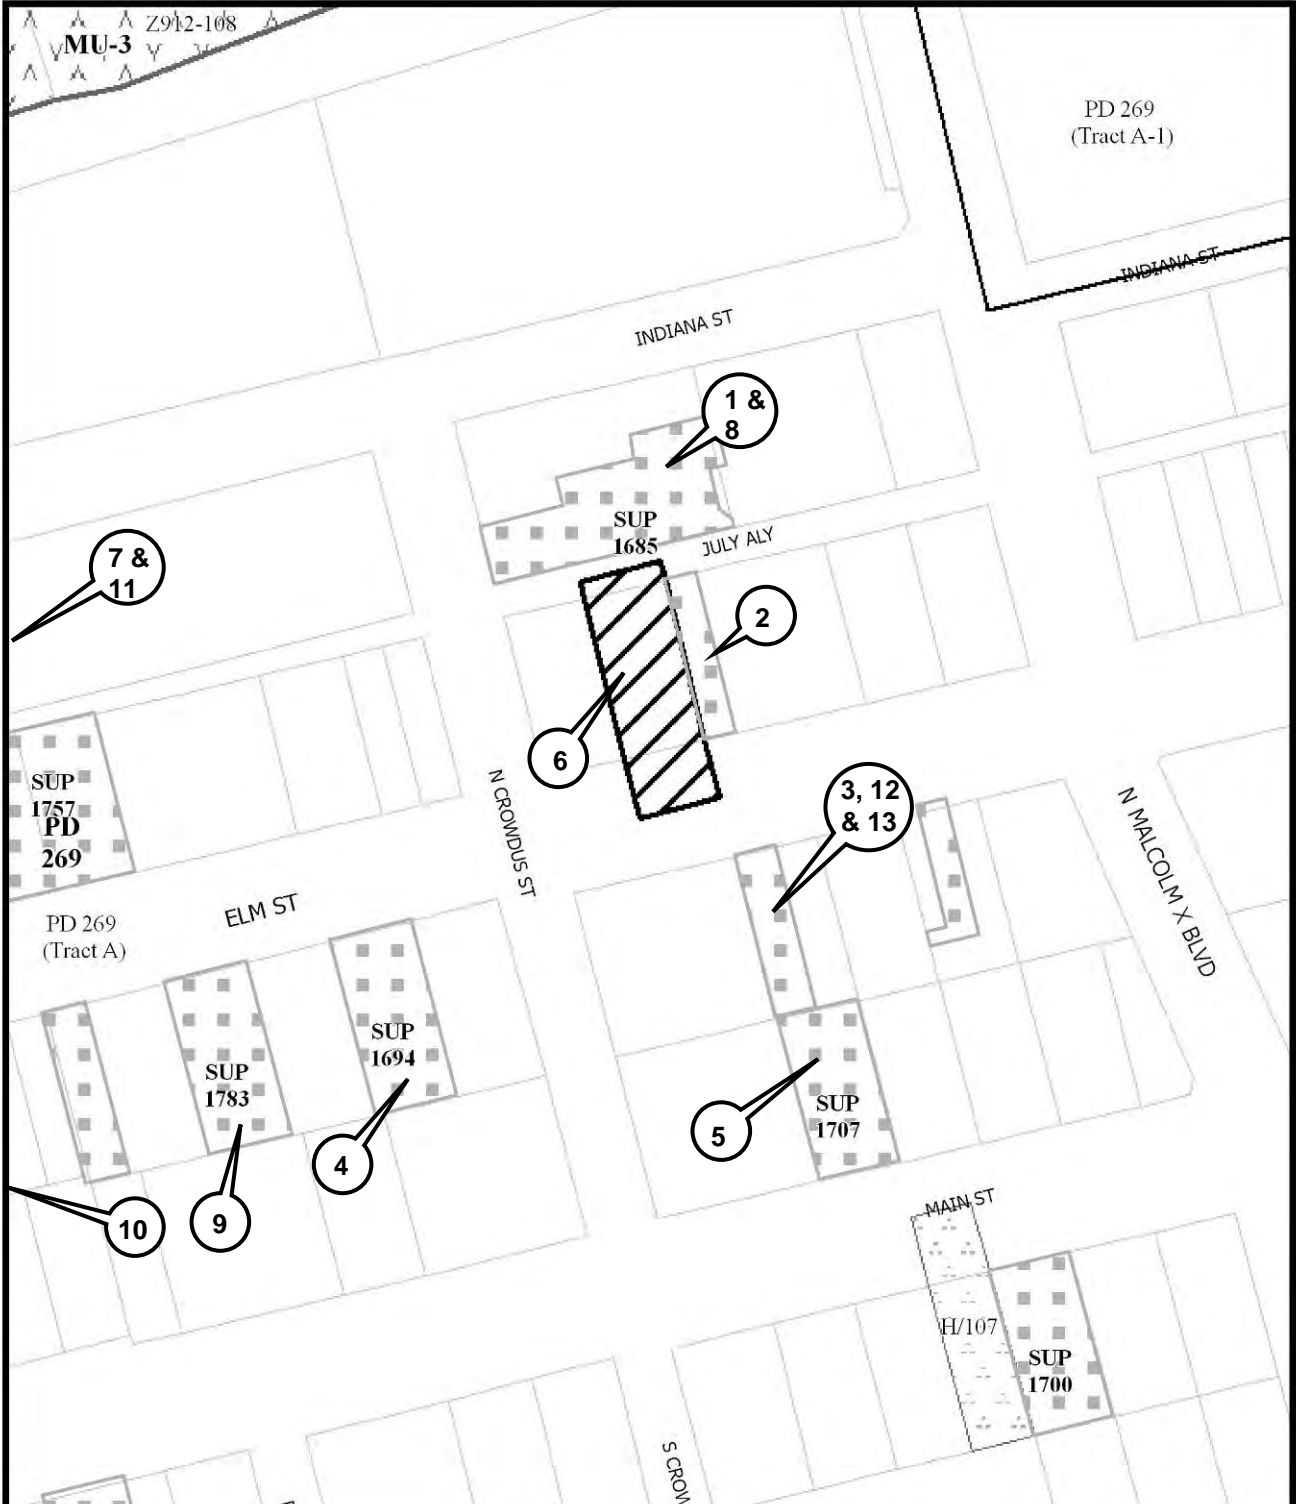 Z912-108
MU-3
PD 269
(Tract A-1)
INDIANA ST
INDIANA ST
1 &
8
SUP
1685
JULY ALY
7 &
11
2
6
SUP
1757
PD
269
3, 12
& 13
N CROWDUS ST
N MALCOLM X BLVD
ELM ST
PD 269
(Tract A)
SUP
1694
SUP
1783
SUP
1707
5
4
9
10
MAIN ST
H/107
SUP
1700
S CROW